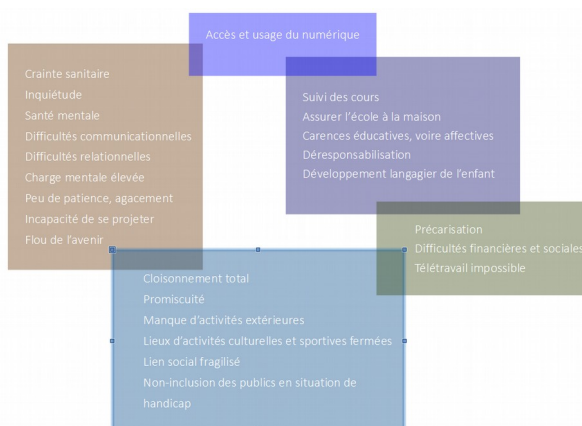 Accès et usage du numérique
Crainte sanitaire
Inquiétude
Santé mentale
Difficultés communicationnelles
Difficultés relationnelles
Charge mentale élevée
Peu de patience, agacement
Incapacité de se projeter
Flou de l'avenir
Suivi des cours
Assurer l'école à la maison
Carences éducatives, voire affectives
Déresponsabilisation
Développement langagier de l'enfant
Précarisation
Difficultés financières et sociales
Télétravail impossible
Cloisonnement total
Promiscuité
Manque d'activités extérieures
Lieux d'activités culturelles et sportives fermées
Lien social fragilisé
Non-inclusion des publics en situation de
handicap